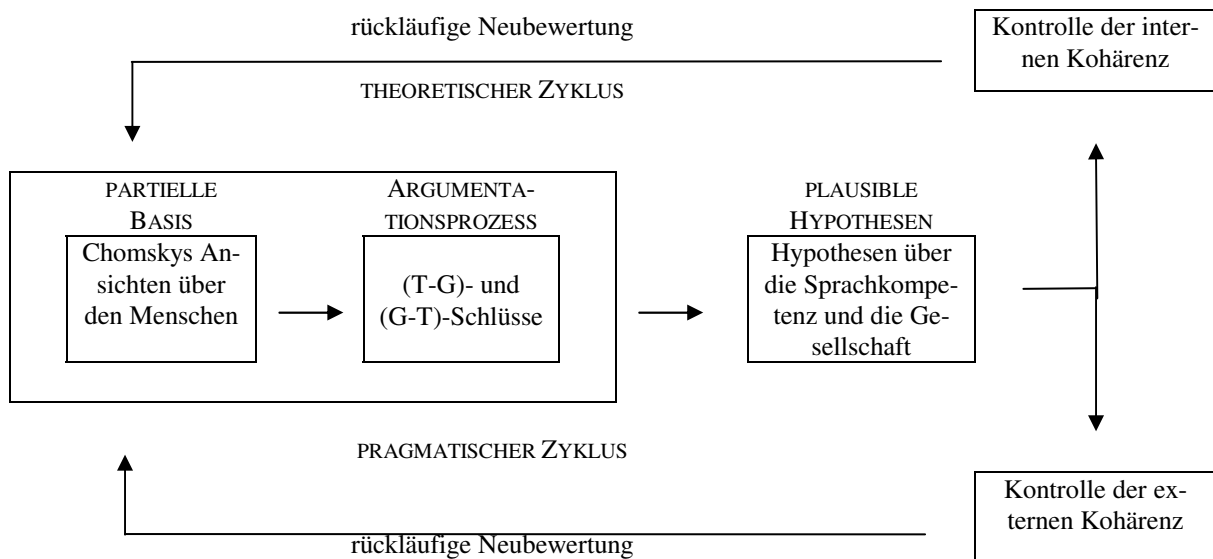 rückläufige Neubewertung
Kontrolle der inter-
nen Kohärenz
THEORETISCHER ZYKLUS
PARTIELLE
BASIS
Chomskys An-
sichten über
den Menschen
ARGUMENTA-
TIONSPROZESS
(T-G)- und
(G-T)-Schlüsse
PLAUSIBLE
HYPOTHESEN
Hypothesen über
die Sprachkompe-
tenz und die Ge-
sellschaft
PRAGMATISCHER ZYKLUS
Kontrolle der ex-
ternen Kohärenz
rückläufige Neubewertung